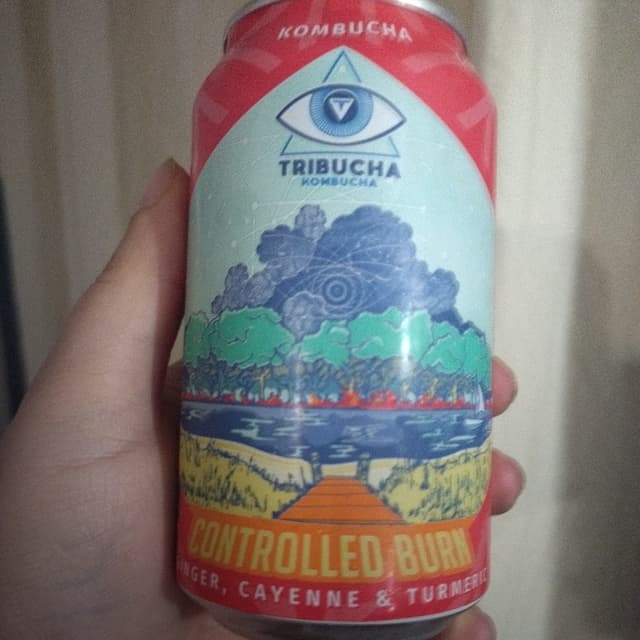 KOMBUCHA
TRIBUCHA
KOMBUCHA
CONTROLLED BURN
INGER, CAYENNE & TURMERIC